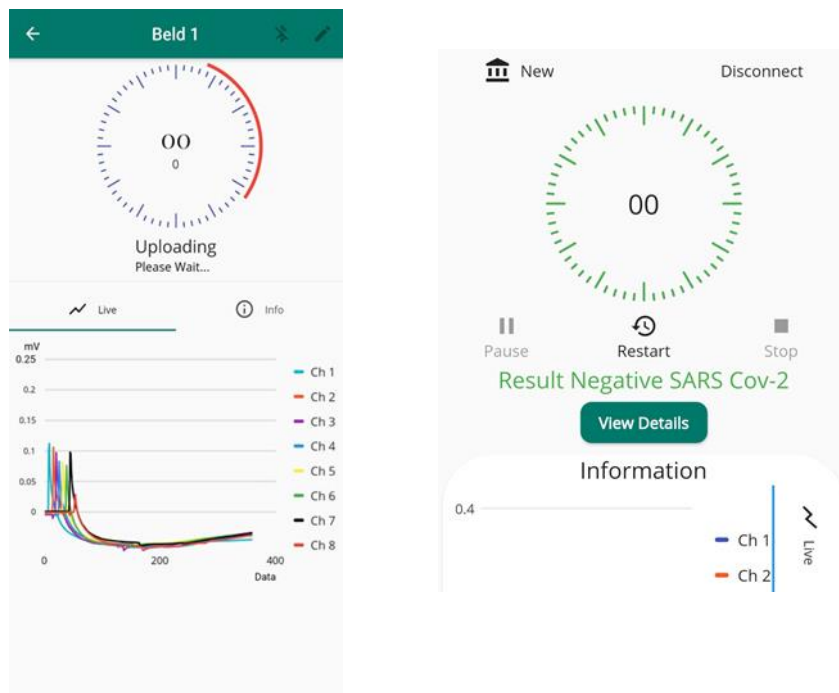 Beld 1
00
0
Uploading
Please Wait...
Live
Info
mV
0.25
0.2
0.15
0.1
0.05
0
0
200
400
Data
Ch 1
Ch 2
Ch 3
Ch 4
Ch 5
Ch 6
Ch 7
Ch 8
New
Disconnect
00
Pause
Restart
Stop
Result Negative SARS Cov-2
View Details
Information
0.4
Ch 1
Ch 2
Live